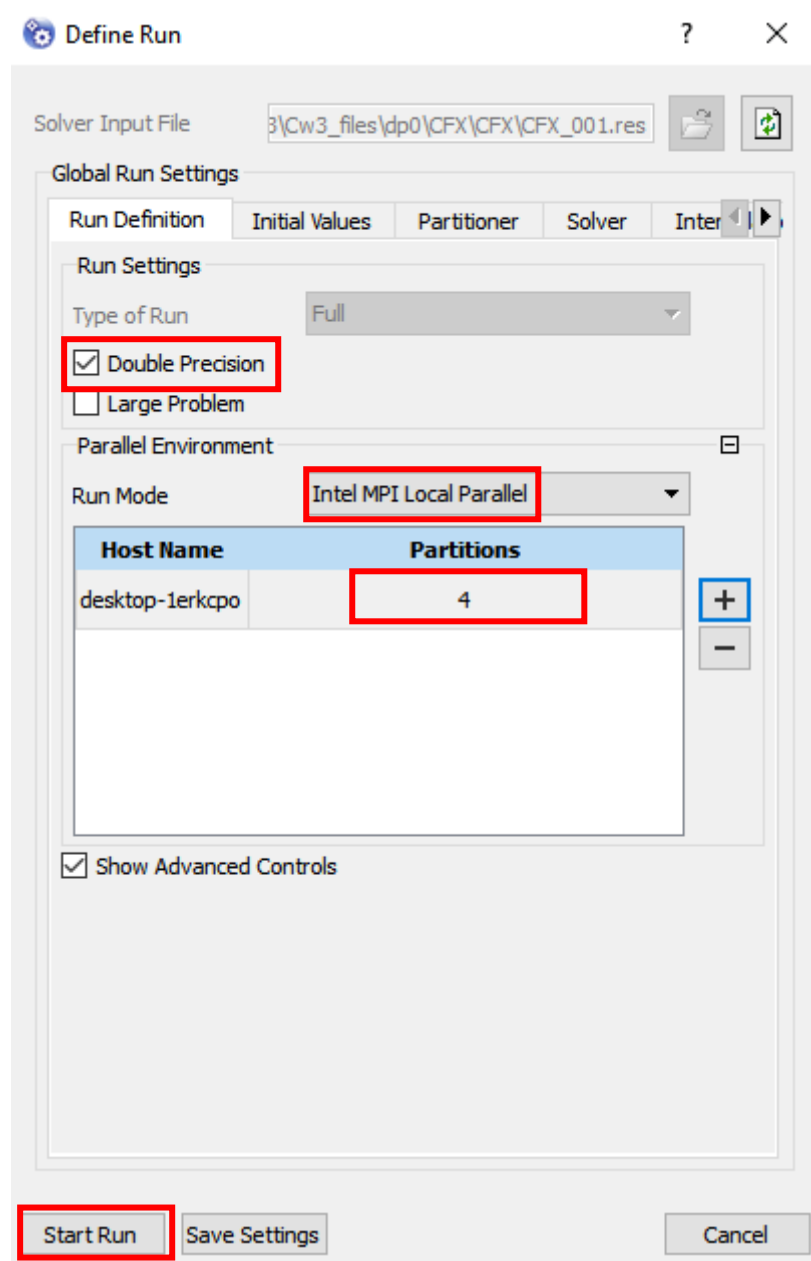 Define Run
?
Solver Input File
3\Cw3_files\dp0\CFX\CFX\CFX_001.res
Global Run Settings
Run Definition Initial Values Partitioner Solver Inter
Run Settings
Type of Run Full
Double Precision
Large Problem
Parallel Environment
Run Mode Intel MPI Local Parallel
Host Name Partitions
desktop-1erkcpo 4
+
−
Show Advanced Controls
Start Run Save Settings Cancel